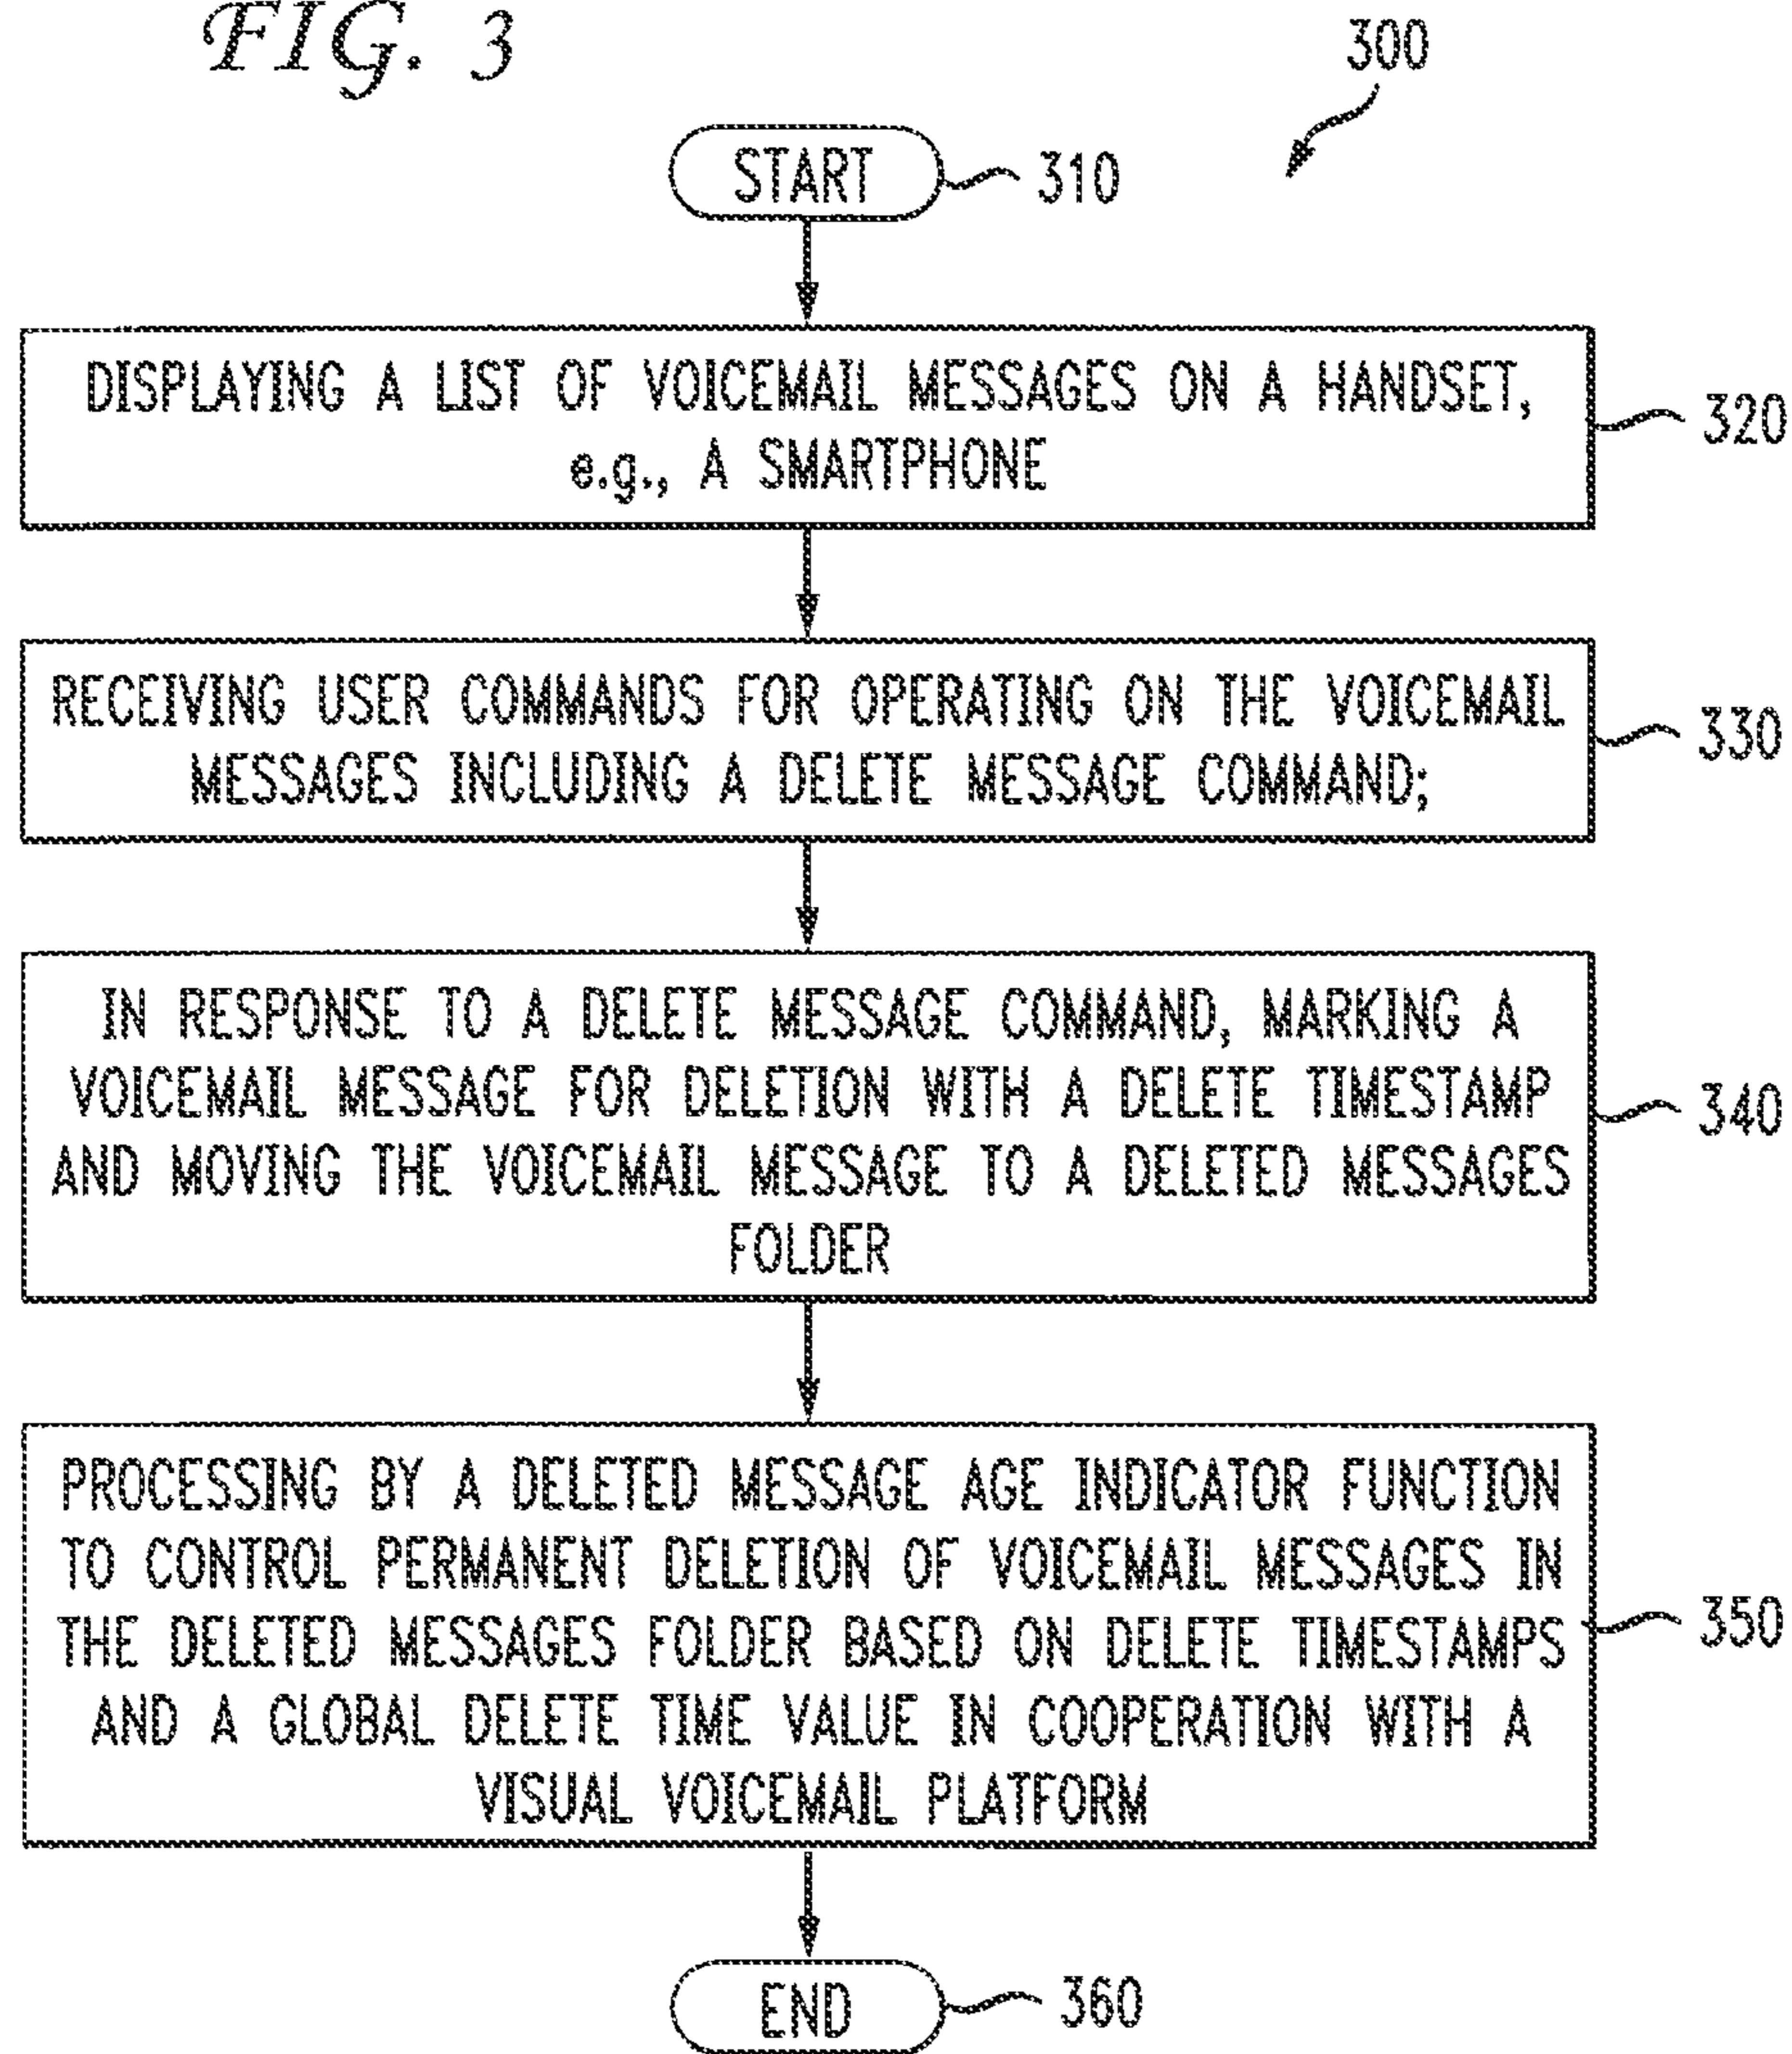 FIG. 3
300
START
310
DISPLAYING A LIST OF VOICEMAIL MESSAGES ON A HANDSET,
e.g., A SMARTPHONE
320
RECEIVING USER COMMANDS FOR OPERATING ON THE VOICEMAIL
MESSAGES INCLUDING A DELETE MESSAGE COMMAND;
330
IN RESPONSE TO A DELETE MESSAGE COMMAND, MARKING A
VOICEMAIL MESSAGE FOR DELETION WITH A DELETE TIMESTAMP
AND MOVING THE VOICEMAIL MESSAGE TO A DELETED MESSAGES
FOLDER
340
PROCESSING BY A DELETED MESSAGE AGE INDICATOR FUNCTION
TO CONTROL PERMANENT DELETION OF VOICEMAIL MESSAGES IN
THE DELETED MESSAGES FOLDER BASED ON DELETE TIMESTAMPS
AND A GLOBAL DELETE TIME VALUE IN COOPERATION WITH A
VISUAL VOICEMAIL PLATFORM
350
END
360